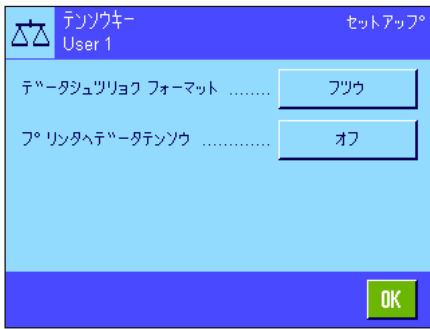 テンソウキー
セットアップ
User 1
データシュツリョク フォーマット ........ フツウ
プリンタヘデータテンソウ ............. オフ
OK